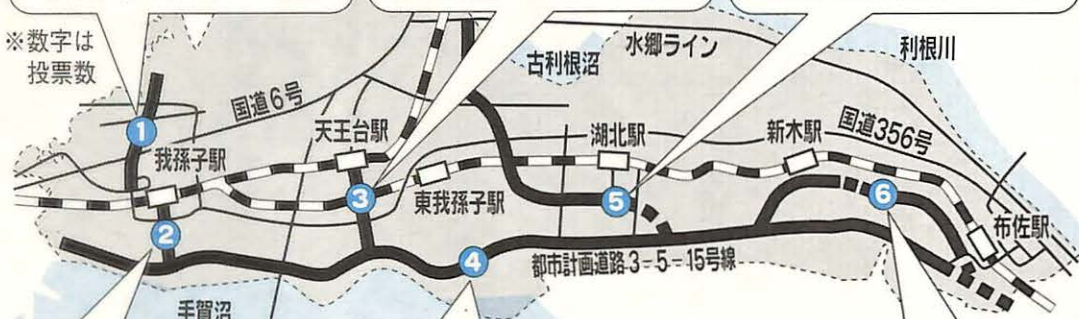 ※数字は
投票数
国道6号
古利根沼
水郷ライン
利根川
天王台駅
湖北駅
新木駅
国道356号
1
我孫子駅
3
東我孫子駅
5
6
布佐駅
2
4
都市計画道路3-5-15号線
手賀沼